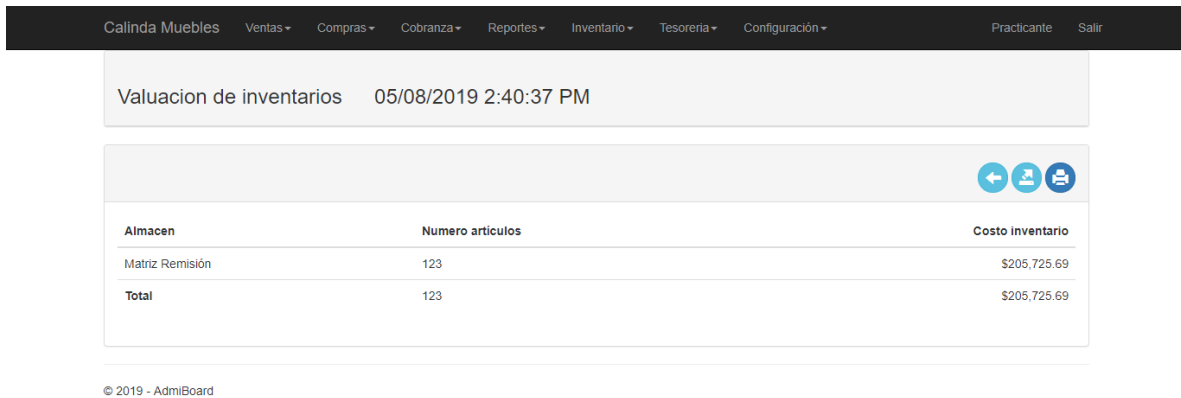 Calinda Muebles Ventas Compras Cobranza Reportes Inventario Tesoreria Configuración Practicante Salir
Valuacion de inventarios 05/08/2019 2:40:37 PM
Almacen Numero articulos Costo inventario
Matriz Remisión 123 $205,725.69
Total 123 $205,725.69
© 2019 - AdmiBoard